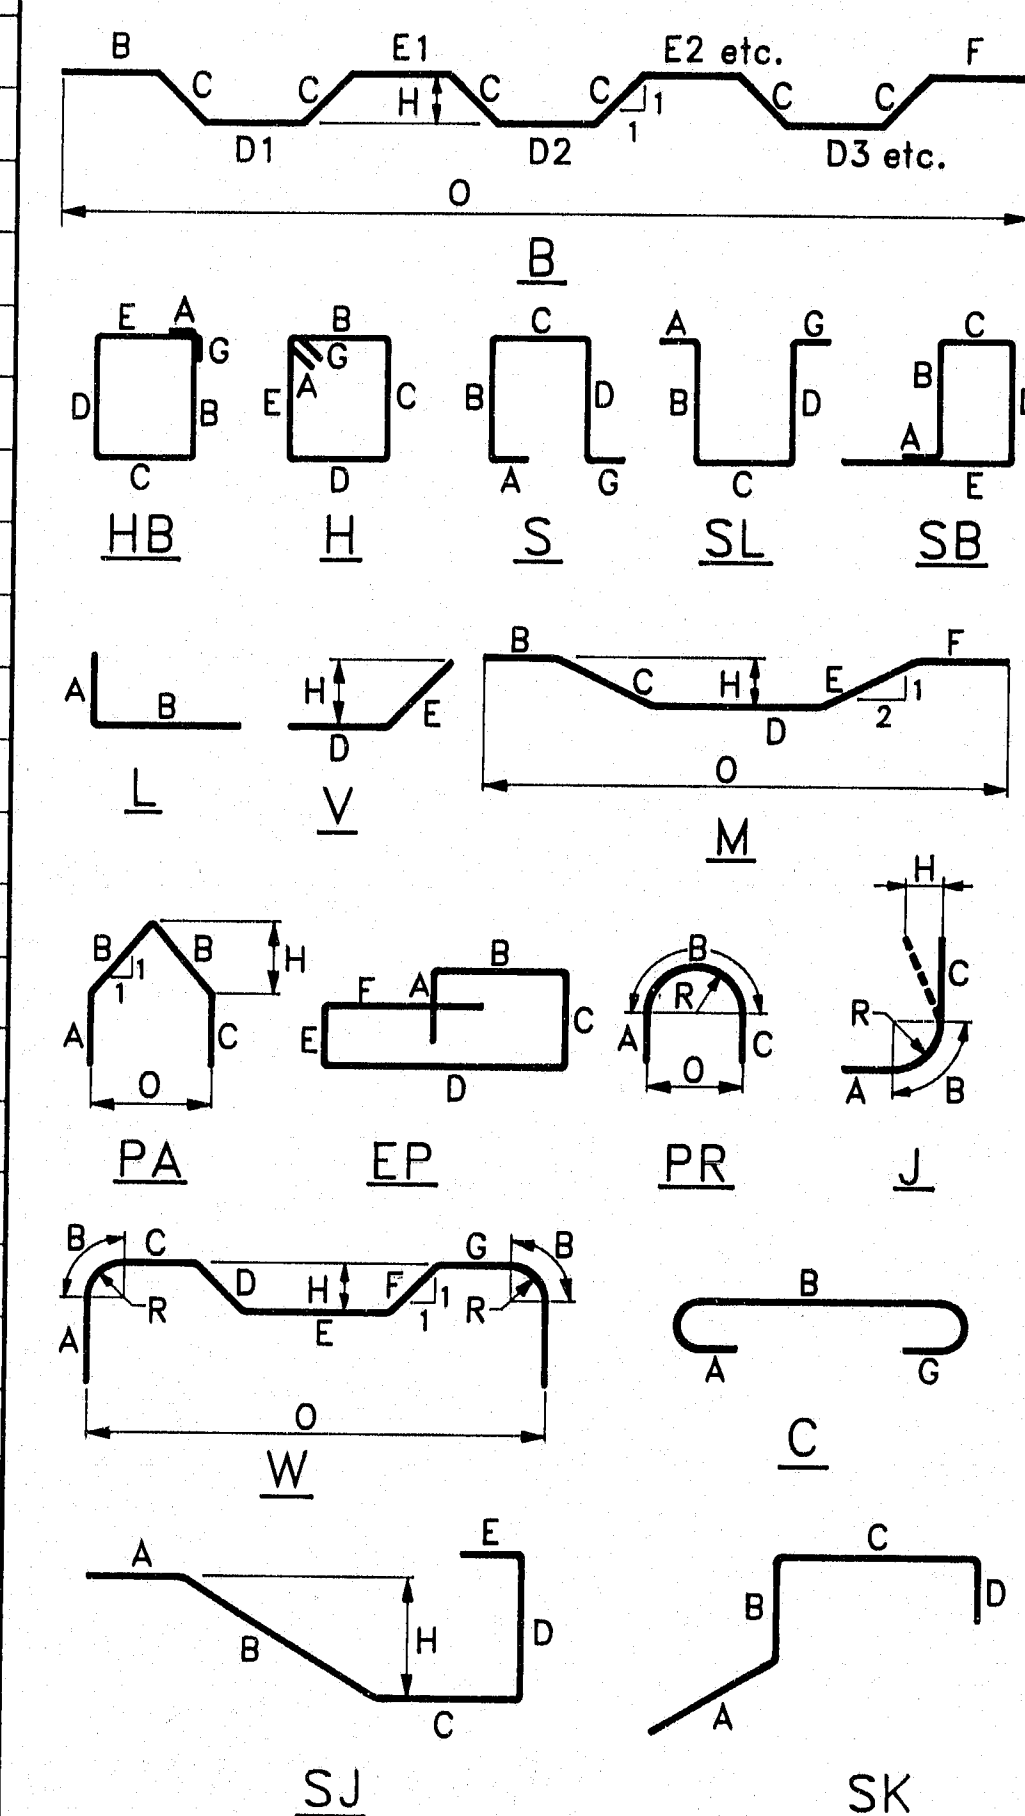 B E1 E2 etc. F
C C H C C 1 C C
1
D1 D2 D3 etc.
O
B
E A B C A G C
G G
D B E A C B D B D B
A
C D A G C E
HB H S SL SB
B F
A B H E C H E 1
D D 2
L V O
M
H
B B H B B C
1 F A R R
1
A C E C A C
O D O A B
PA EP PR J
B C G B
D H F 1 B
R E 1 R
A A G
O
W C
A E C
B H D B D
C A
SJ SK